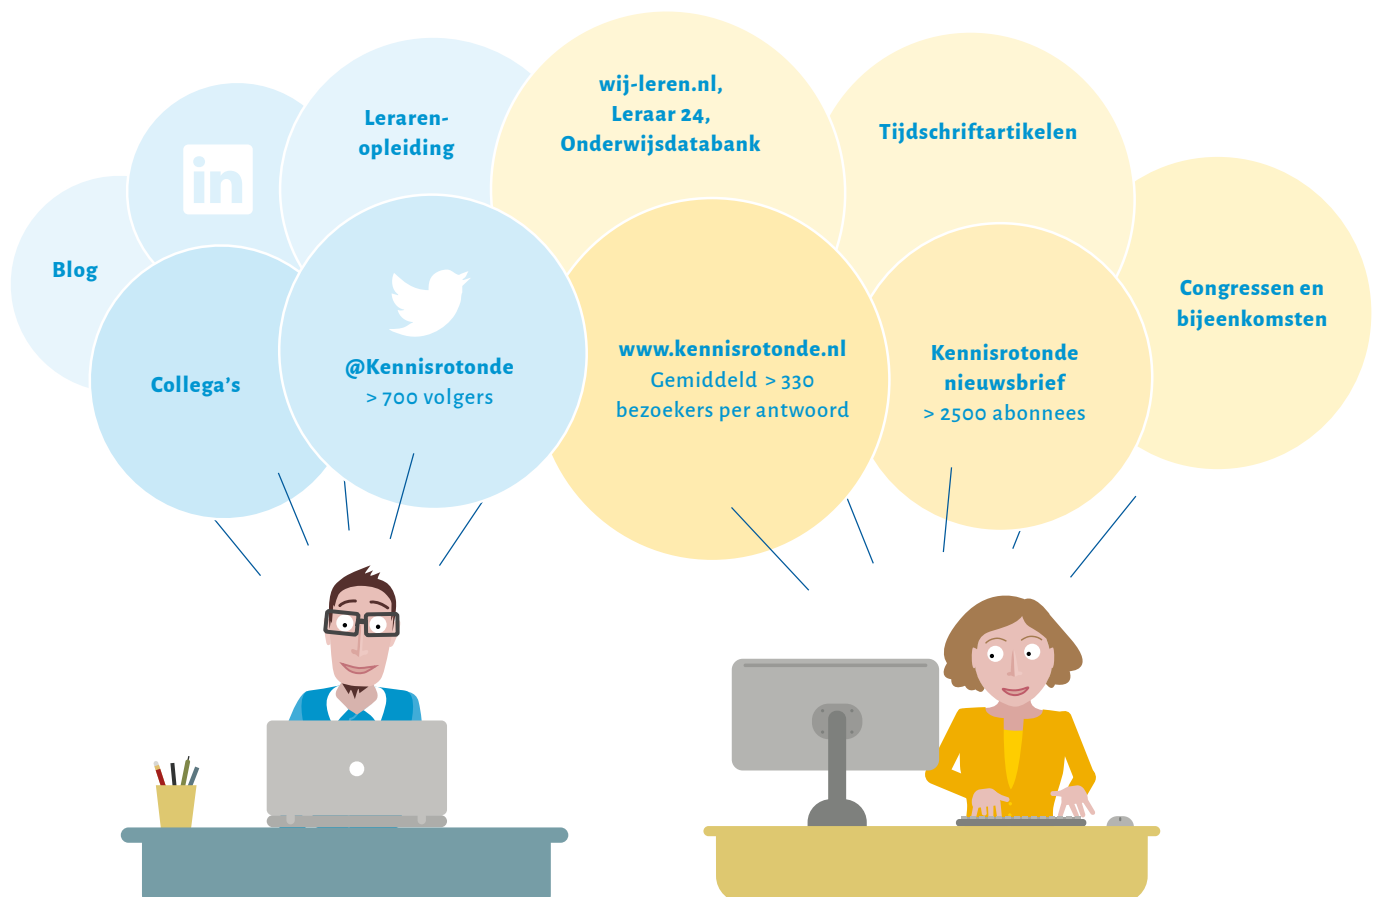 wij-leren.nl,
Leraar 24,
Onderwijsdatabank
Leraren-
opleiding
Tijdschriftartikelen
in
Blog
Congressen en
bijeenkomsten
Collega's
@Kennisrotonde
> 700 volgers
www.kennisrotonde.nl
Gemiddeld > 330
bezoekers per antwoord
Kennisrotonde
nieuwsbrief
> 2500 abonnees